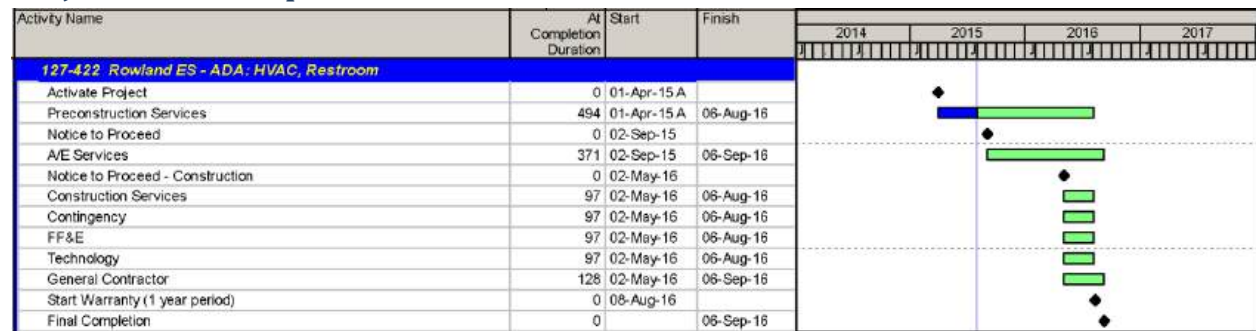 Activity Name At Completion Duration Start Finish
2014 2015 2016 2017
J J J J J J J
127-422 Rowland ES - ADA: HVAC, Restroom
Activate Project 0 01-Apr-15 A
Preconstruction Services 494 01-Apr-15 A 06-Aug-16
Notice to Proceed 0 02-Sep-15
A/E Services 371 02-Sep-15 06-Sep-16
Notice to Proceed - Construction 0 02-May-16
Construction Services 97 02-May-16 06-Aug-16
Contingency 97 02-May-16 06-Aug-16
FF&E 97 02-May-16 06-Aug-16
Technology 97 02-May-16 06-Aug-16
General Contractor 128 02-May-16 06-Sep-16
Start Warranty (1 year period) 0 08-Aug-16
Final Completion 0 06-Sep-16